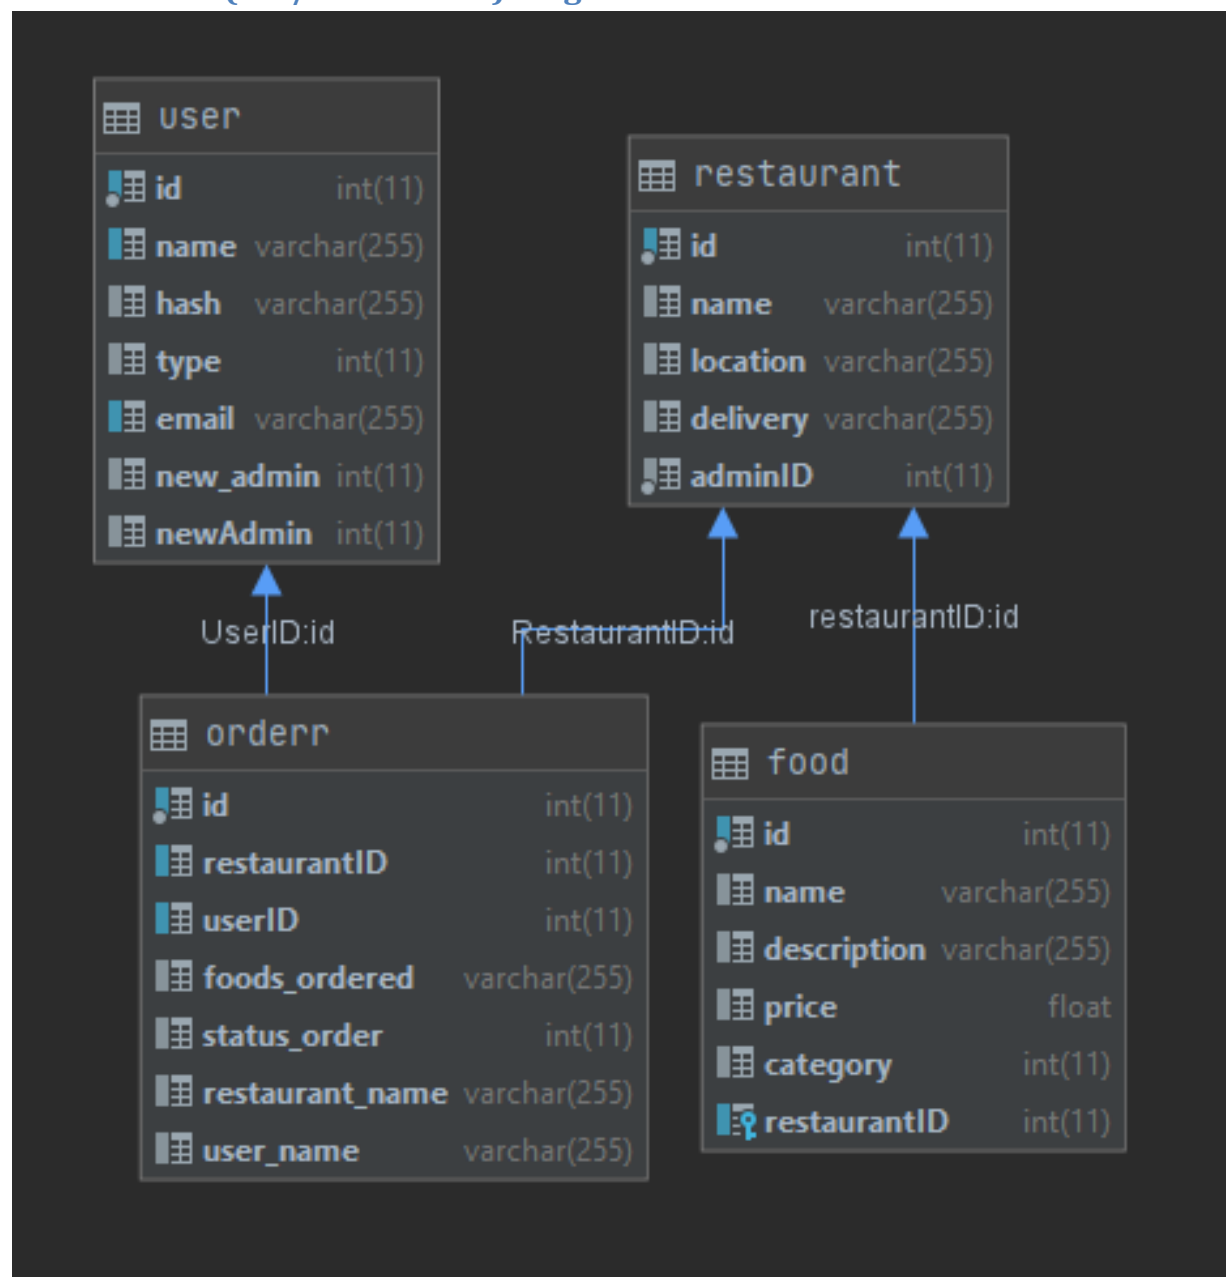 user
id int(11)
name varchar(255)
hash varchar(255)
type int(11)
email varchar(255)
new_admin int(11)
newAdmin int(11)
restaurant
id int(11)
name varchar(255)
location varchar(255)
delivery varchar(255)
adminID int(11)
UserID:id
RestaurantID:id
restaurantID:id
orderr
id int(11)
restaurantID int(11)
userID int(11)
foods_ordered varchar(255)
status_order int(11)
restaurant_name varchar(255)
user_name varchar(255)
food
id int(11)
name varchar(255)
description varchar(255)
price float
category int(11)
restaurantID int(11)